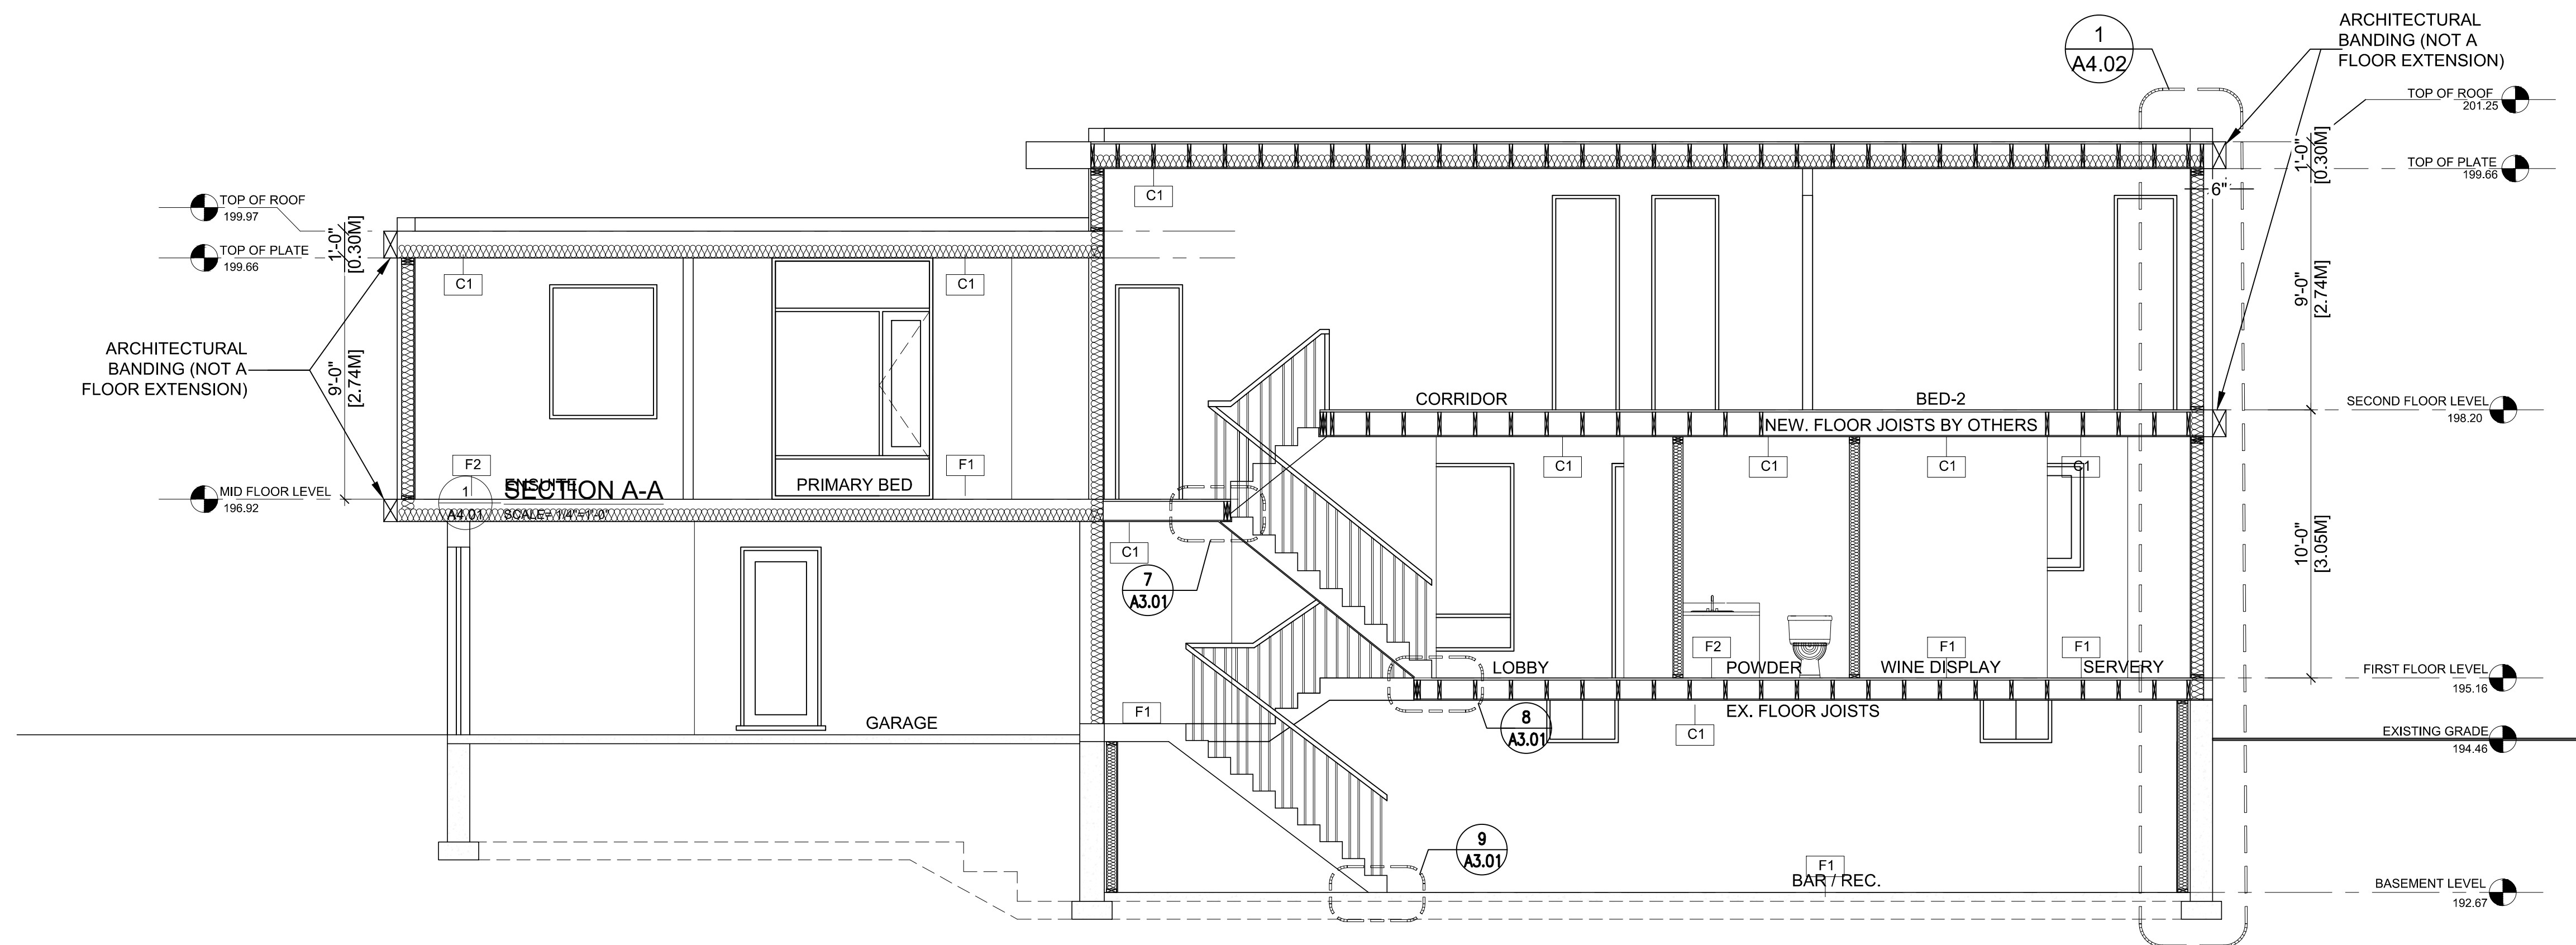 ARCHITECTURAL
BANDING (NOT A
FLOOR EXTENSION)
1
A4.02
TOP OF ROOF
201.25
1'-0"
[0.30M]
TOP OF PLATE
199.66
6"
C1
TOP OF ROOF
199.97
1'-0"
[0.30M]
TOP OF PLATE
199.66
C1
C1
9'-0"
[2.74M]
ARCHITECTURAL
BANDING (NOT A
FLOOR EXTENSION)
9'-0"
[2.74M]
CORRIDOR
BED-2
SECOND FLOOR LEVEL
198.20
NEW. FLOOR JOISTS BY OTHERS
F2
F1
C1
C1
C1
C1
ENSUITE
PRIMARY BED
MID FLOOR LEVEL
196.92
1
A4.01
SECTION A-A
SCALE= 1/4"=1'-0"
C1
7
A3.01
10'-0"
[3.05M]
F2
F1
F1
LOBBY
POWDER
WINE DISPLAY
SERVERY
FIRST FLOOR LEVEL
195.16
F1
GARAGE
8
A3.01
EX. FLOOR JOISTS
C1
EXISTING GRADE
194.46
9
A3.01
F1
BAR / REC.
BASEMENT LEVEL
192.67